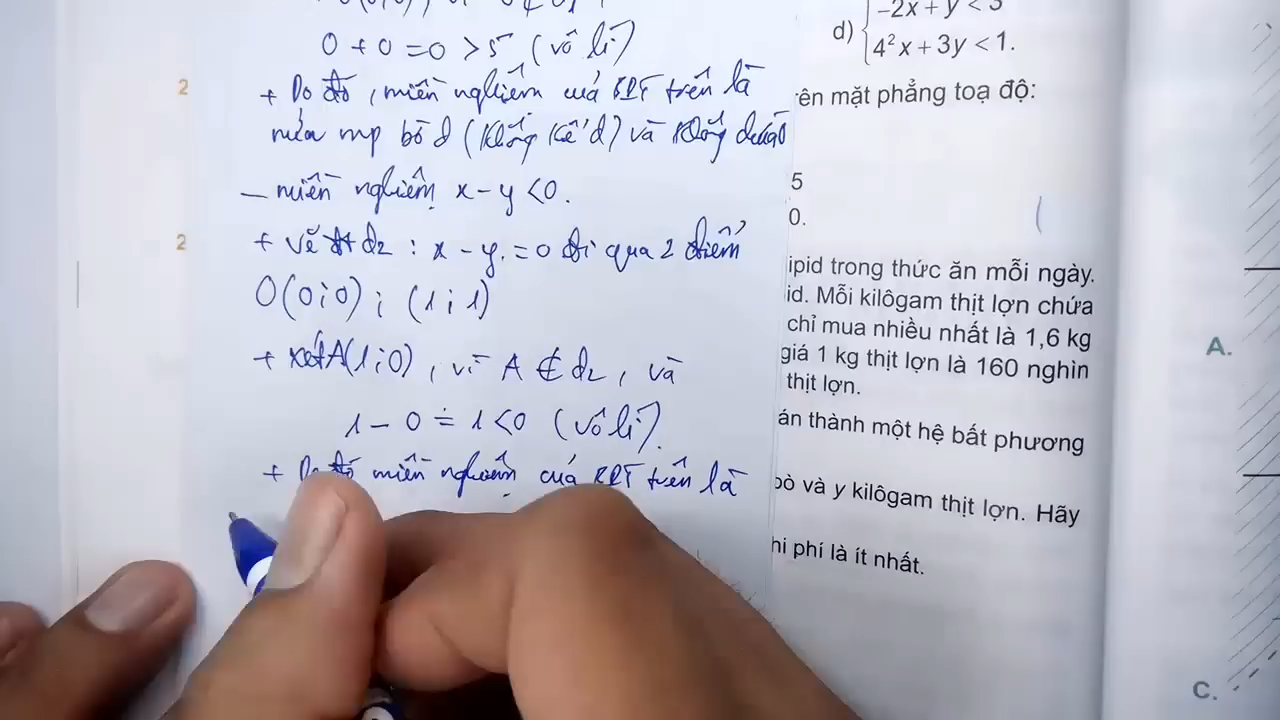 0 + 0 = 0 > 5 (vô lí)
+ Do đó, miền nghiệm của BPT trên là
nửa mp bờ d (không kể d) và không chứa O
– miền nghiệm x – y < 0.
+ vẽ đt d2 : x – y = 0 đi qua 2 điểm
O(0;0) ; (1;1)
+ xét A(1;0), vì A ∉ d2, và
1 – 0 = 1 < 0 (vô lí).
+ Do đó miền nghiệm của BPT trên là
2
2
-2x + y < 3
d) 4²x + 3y < 1.
rên mặt phẳng toạ độ:
5
0.
ipid trong thức ăn mỗi ngày.
id. Mỗi kilôgam thịt lợn chứa
chỉ mua nhiều nhất là 1,6 kg
giá 1 kg thịt lợn là 160 nghìn
thịt lợn.
án thành một hệ bất phương
bò và y kilôgam thịt lợn. Hãy
hi phí là ít nhất.
A.
C.